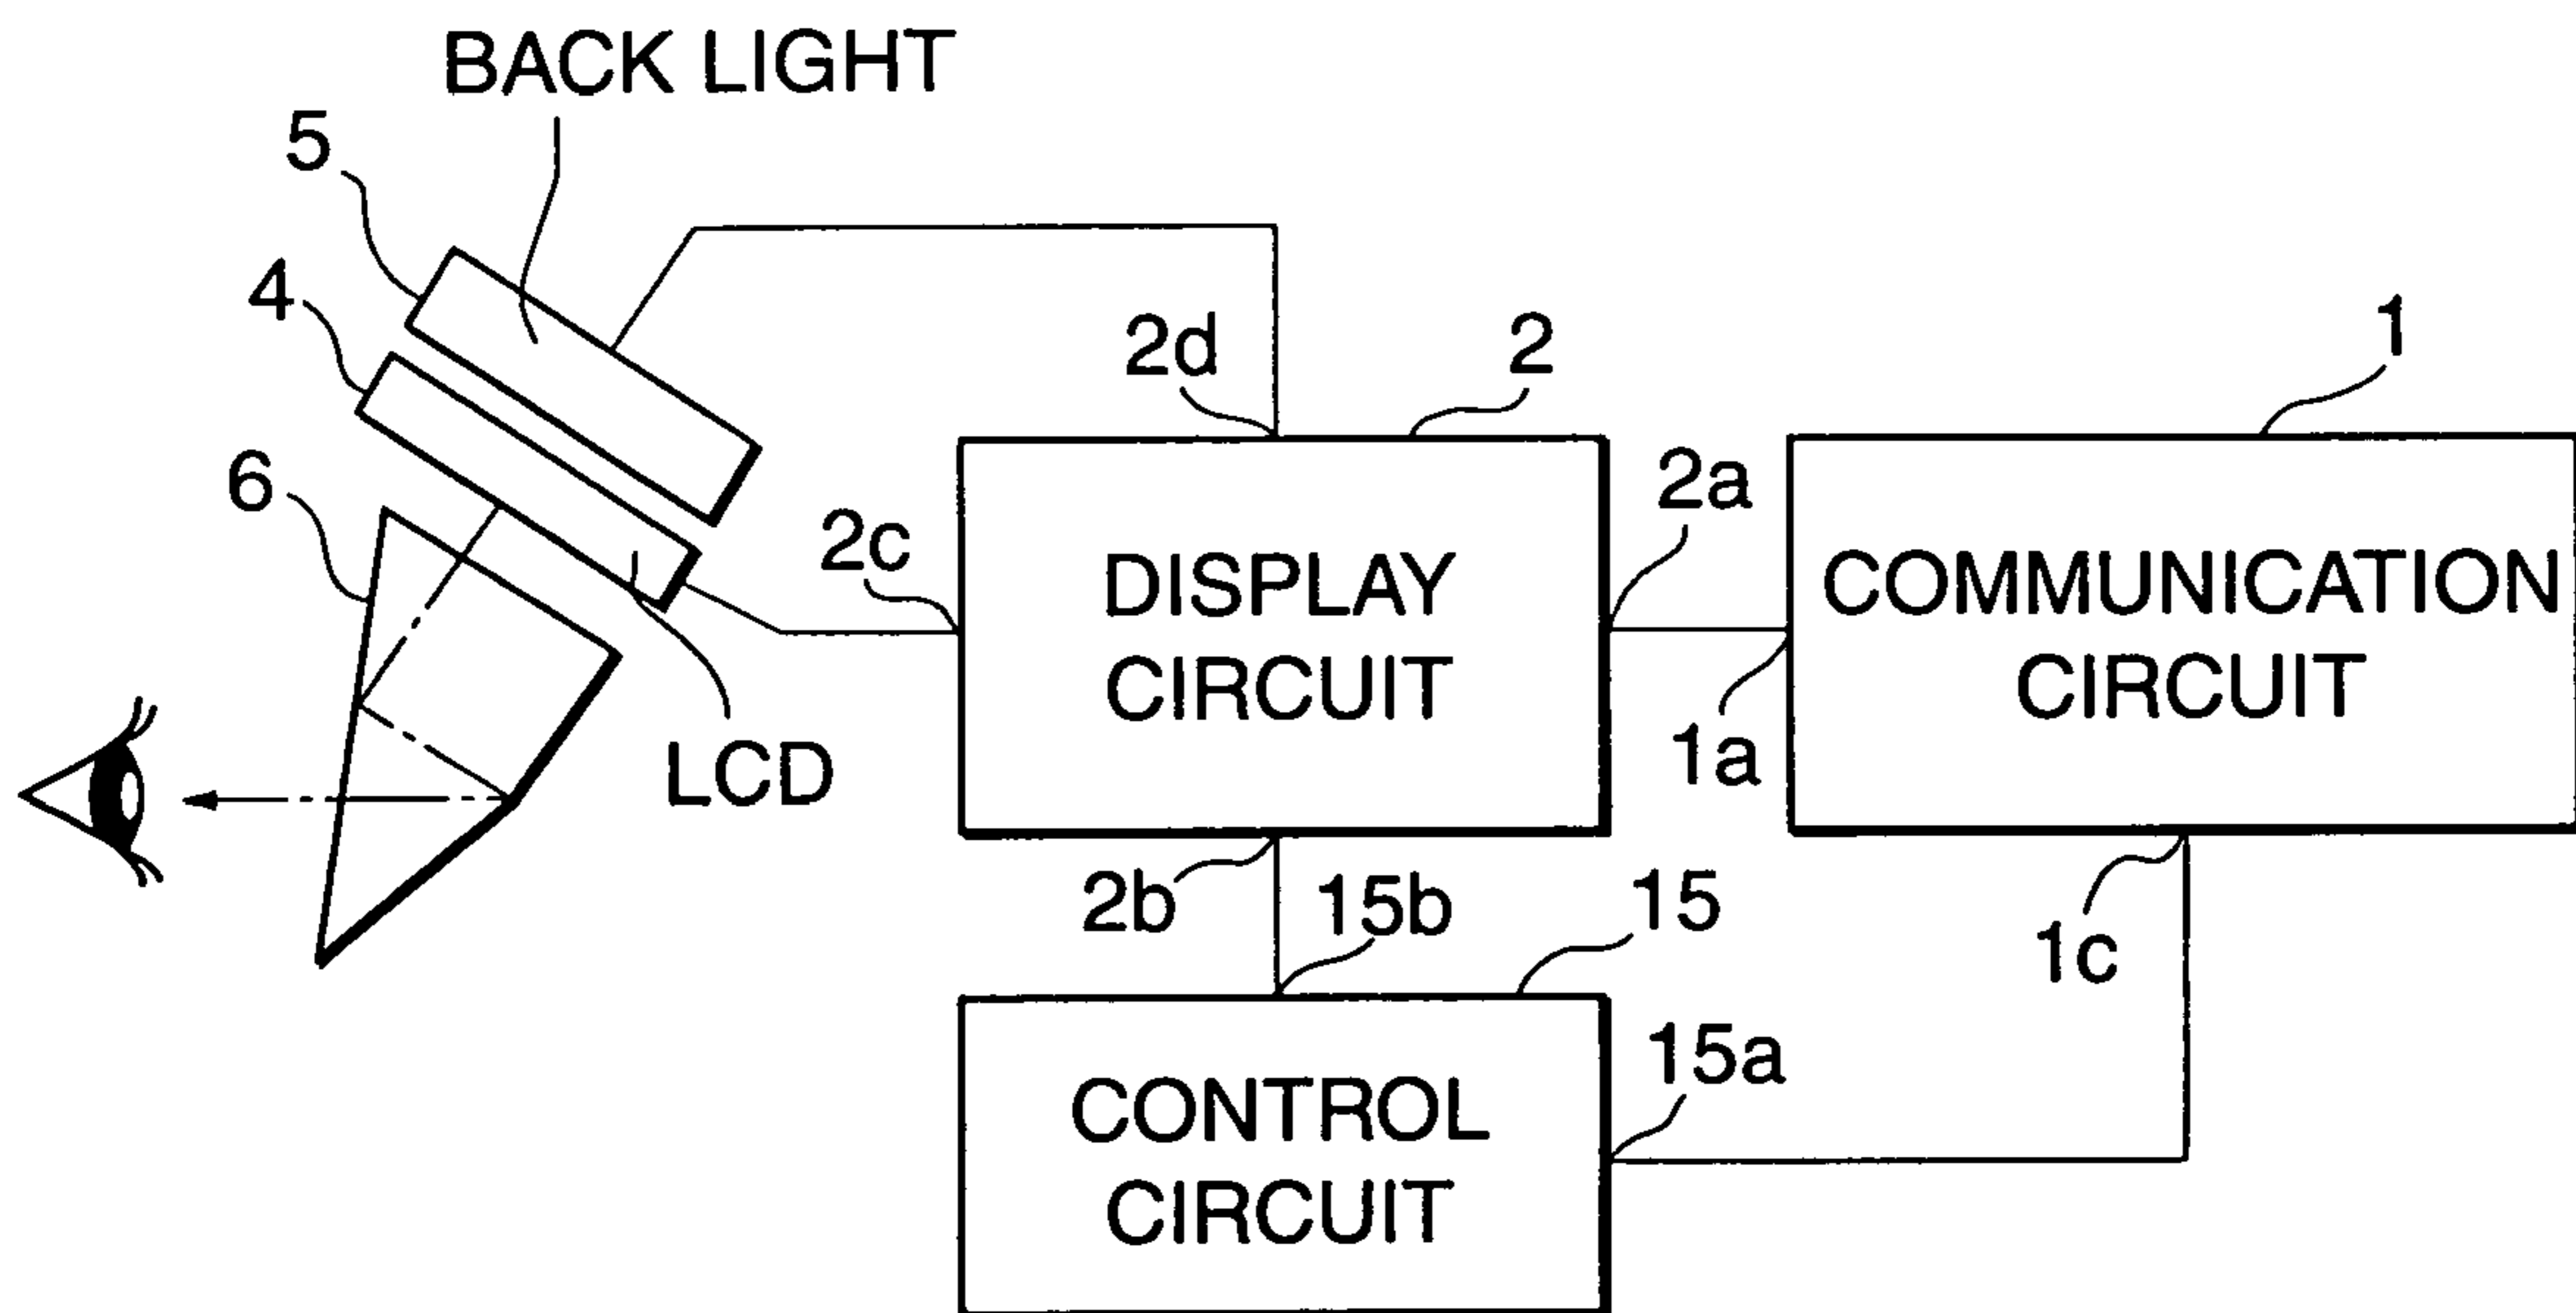 BACK LIGHT
5
4
2d
2
1
6
2c
2a
DISPLAY
CIRCUIT
COMMUNICATION
CIRCUIT
LCD
1a
2b
15b
15
1c
15a
CONTROL
CIRCUIT